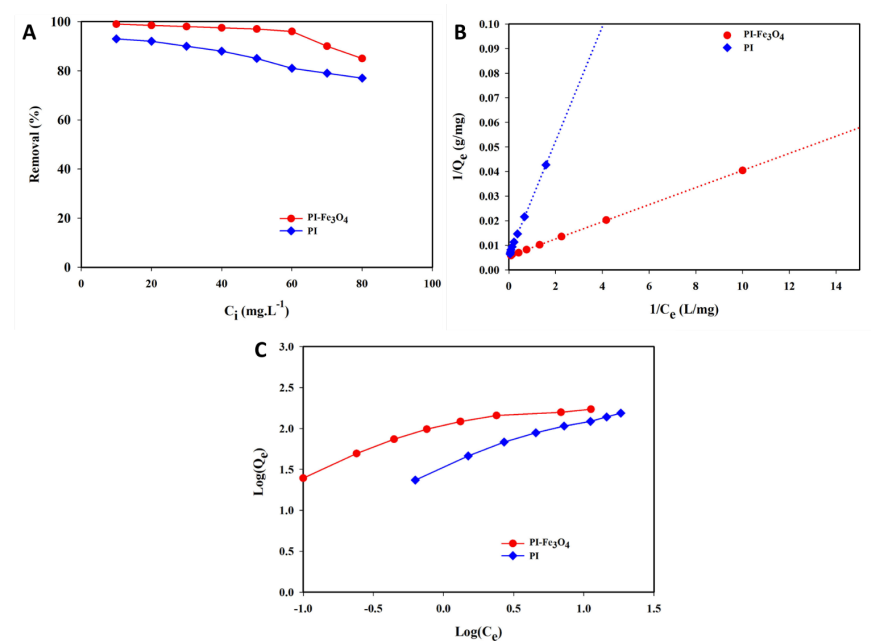 A
100
80
60
40
20
0
Removal (%)
PI-Fe₃O₄
PI
0 20 40 60 80 100
Cᵢ (mg.L⁻¹)
B
0.10
0.09
0.08
0.07
0.06
0.05
0.04
0.03
0.02
0.01
0.00
1/Qₑ (g/mg)
PI-Fe₃O₄
PI
0 2 4 6 8 10 12 14
1/Cₑ (L/mg)
C
3.0
2.5
2.0
1.5
1.0
0.5
0.0
Log(Qₑ)
PI-Fe₃O₄
PI
-1.0 -0.5 0.0 0.5 1.0 1.5
Log(Cₑ)